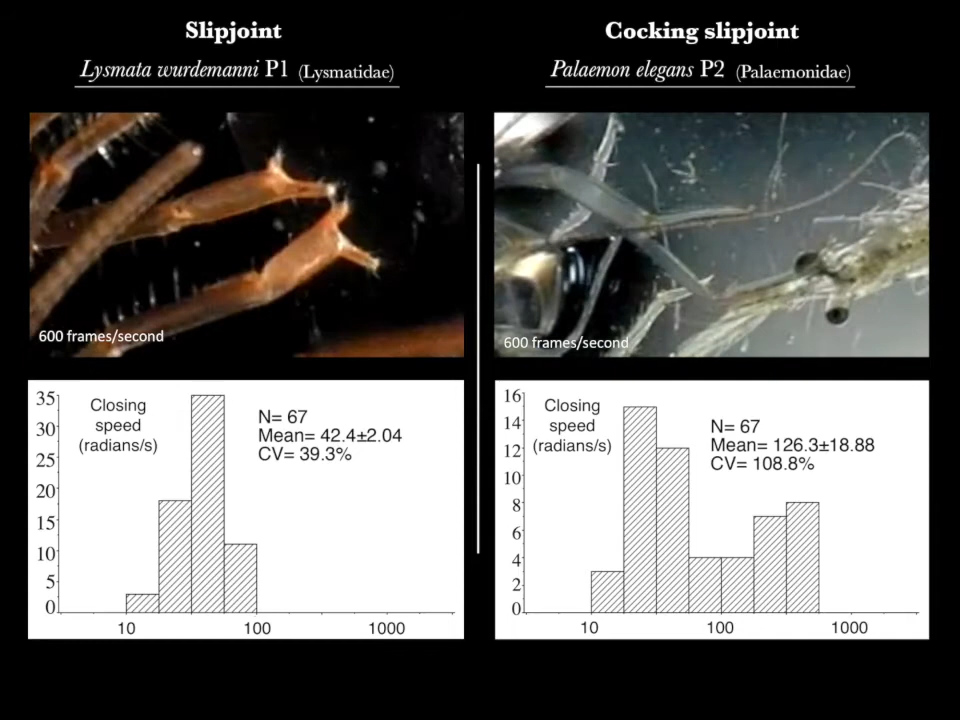 Slipjoint
Lysmata wurdemanni P1 (Lysmatidae)
600 frames/second
35
30
25
20
15
10
5
0
Closing
speed
(radians/s)
N= 67
Mean= 42.4±2.04
CV= 39.3%
10 100 1000
Cocking slipjoint
Palaemon elegans P2 (Palaemonidae)
600 frames/second
16
14
12
10
8
6
4
2
0
Closing
speed
(radians/s)
N= 67
Mean= 126.3±18.88
CV= 108.8%
10 100 1000